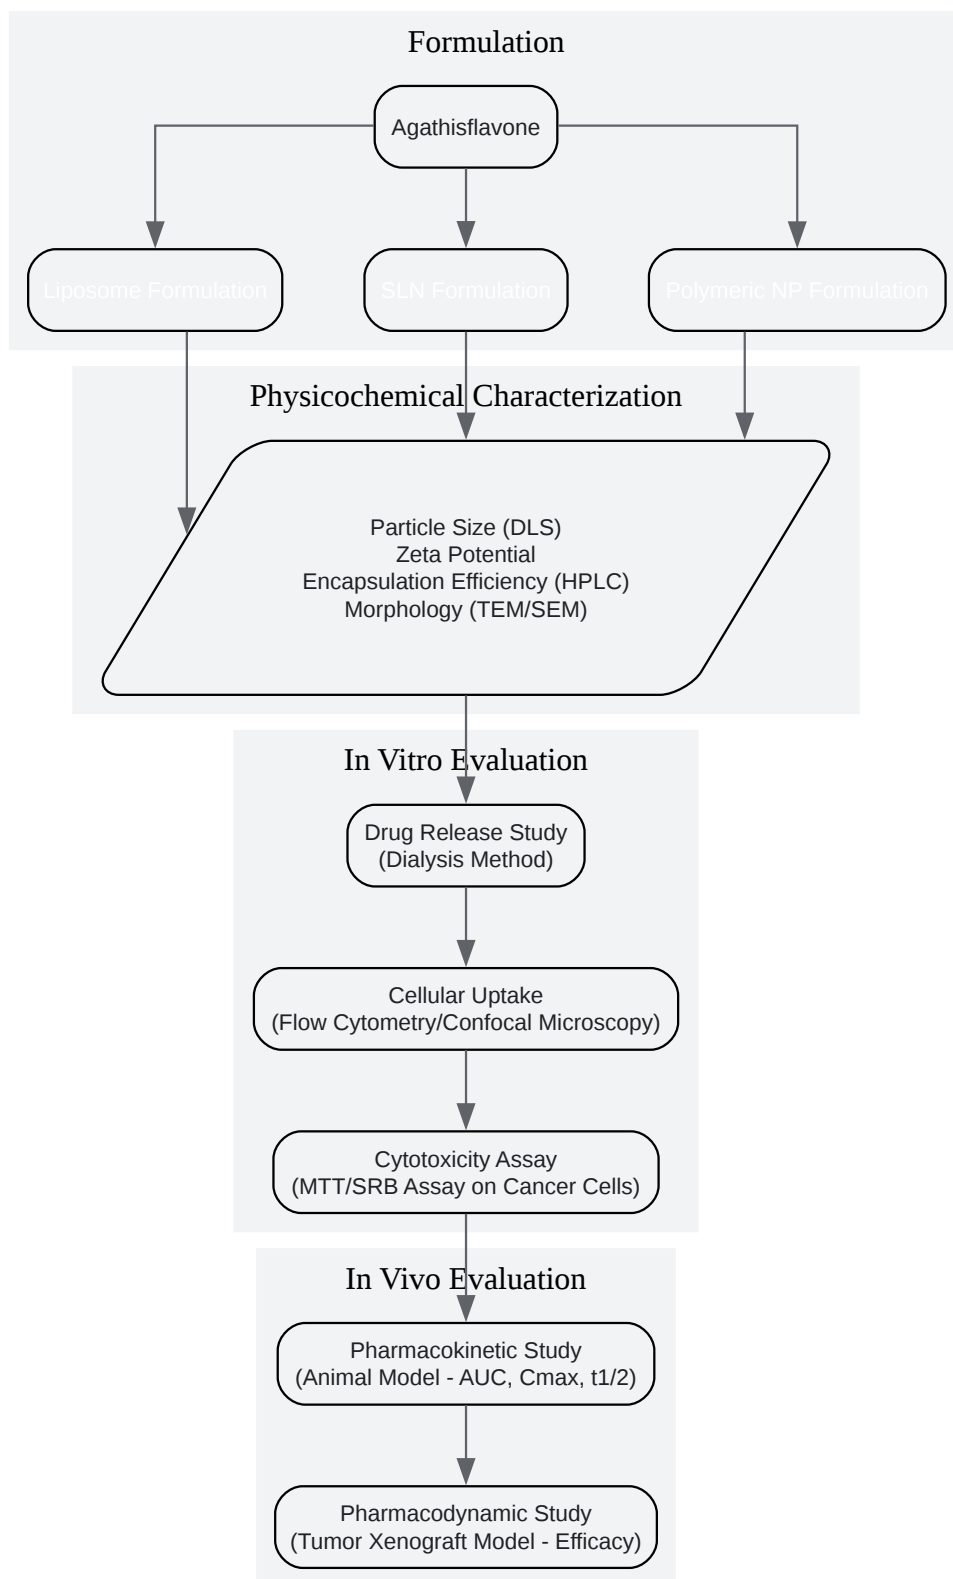 Formulation
Agathisflavone
Liposome Formulation
SLN Formulation
Polymeric NP Formulation
Physicochemical Characterization
Particle Size (DLS)
Zeta Potential
Encapsulation Efficiency (HPLC)
Morphology (TEM/SEM)
In Vitro Evaluation
Drug Release Study
(Dialysis Method)
Cellular Uptake
(Flow Cytometry/Confocal Microscopy)
Cytotoxicity Assay
(MTT/SRB Assay on Cancer Cells)
In Vivo Evaluation
Pharmacokinetic Study
(Animal Model - AUC, Cmax, t1/2)
Pharmacodynamic Study
(Tumor Xenograft Model - Efficacy)